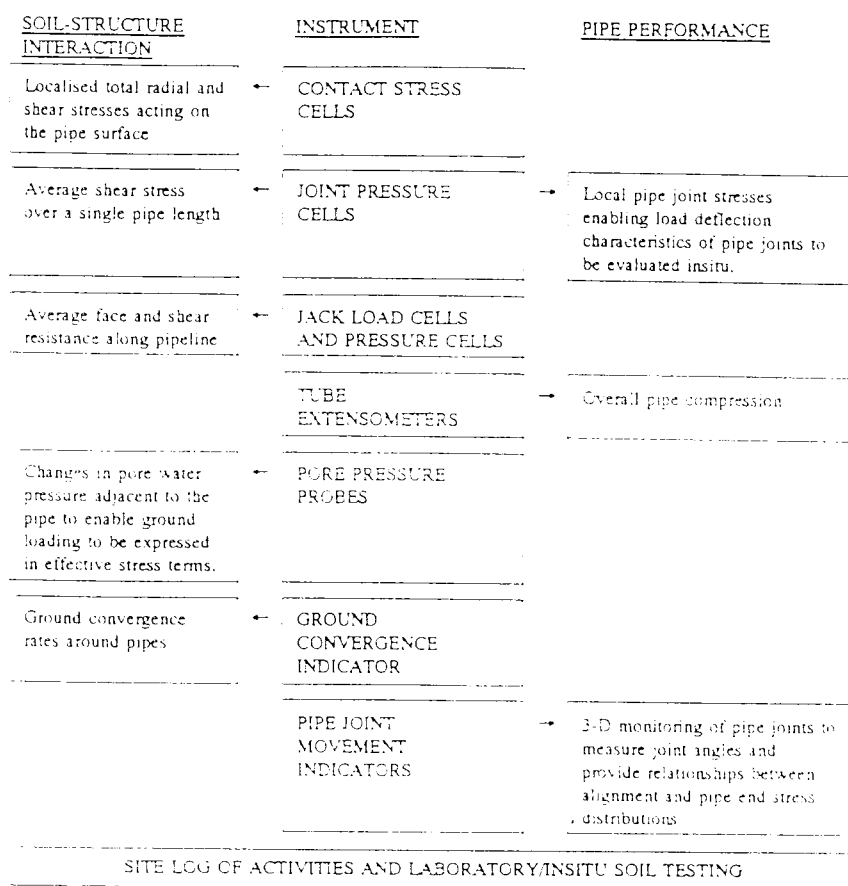 SOIL-STRUCTURE
INTERACTION
INSTRUMENT
PIPE PERFORMANCE
Localised total radial and
shear stresses acting on
the pipe surface
←
CONTACT STRESS
CELLS
Average shear stress
over a single pipe length
←
JOINT PRESSURE
CELLS
→
Local pipe joint stresses
enabling load deflection
characteristics of pipe joints to
be evaluated insitu.
Average face and shear
resistance along pipeline
←
JACK LOAD CELLS
AND PRESSURE CELLS
TUBE
EXTENSOMETERS
→
Overall pipe compression
Changes in pore water
pressure adjacent to the
pipe to enable ground
loading to be expressed
in effective stress terms.
←
PORE PRESSURE
PROBES
Ground convergence
rates around pipes
←
GROUND
CONVERGENCE
INDICATOR
PIPE JOINT
MOVEMENT
INDICATORS
→
3-D monitoring of pipe joints to
measure joint angles and
provide relationships between
alignment and pipe end stress
distributions
SITE LOG OF ACTIVITIES AND LABORATORY/INSITU SOIL TESTING